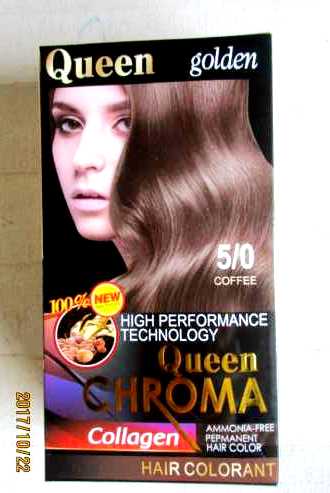 Queen golden
5/0
COFFEE
100% NEW
HIGH PERFORMANCE
TECHNOLOGY
Queen
CHROMA
Collagen
AMMONIA-FREE
PEPMANENT
HAIR COLOR
HAIR COLORANT
2017/10/22